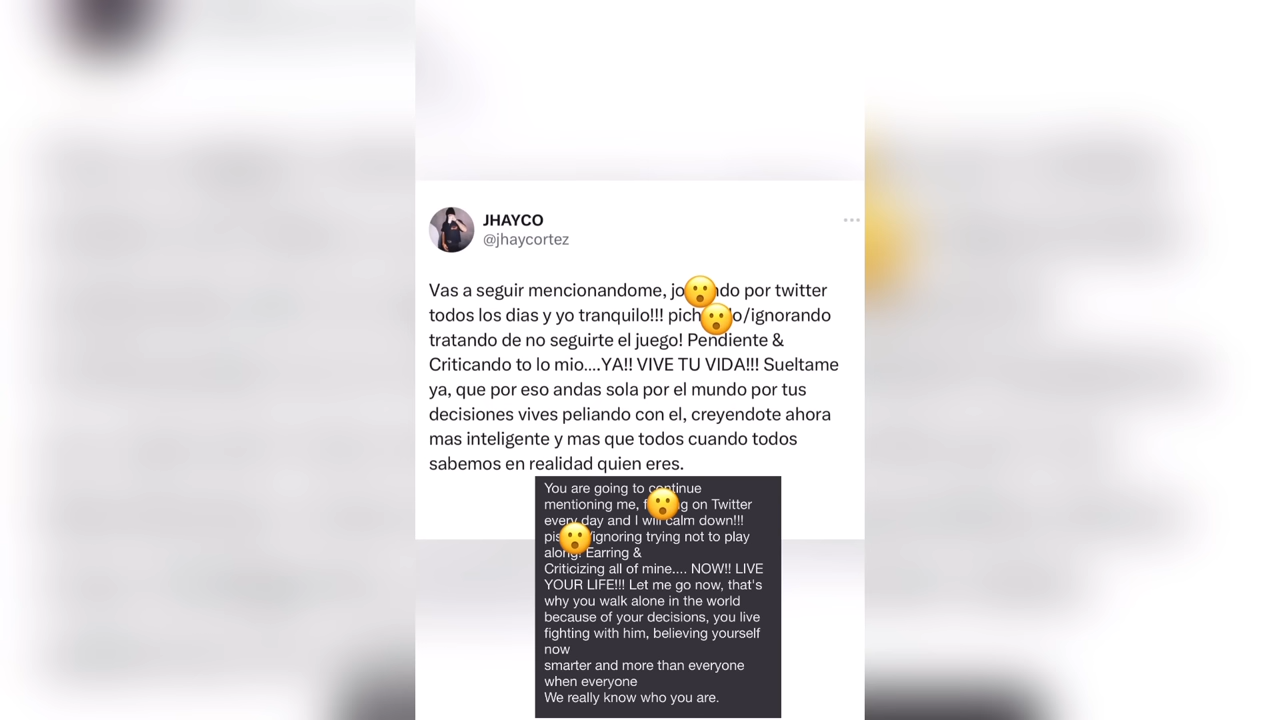 JHAYCO
@jhaycortez
Vas a seguir mencionandome, por twitter
todos los dias y yo tranquilo!!! /ignorando
tratando de no seguirte el juego! Pendiente &
Criticando to lo mio....YA!! VIVE TU VIDA!!! Sueltame
ya, que por eso andas sola por el mundo por tus
decisiones vives peliando con el, creyendote ahora
mas inteligente y mas que todos cuando todos
sabemos en realidad quien eres.
You are going to continue
mentioning me, on Twitter
every day and I will calm down!!!
/ignoring trying not to play
along! Earring &
Criticizing all of mine.... NOW!! LIVE
YOUR LIFE!!! Let me go now, that's
why you walk alone in the world
because of your decisions, you live
fighting with him, believing yourself
now
smarter and more than everyone
when everyone
We really know who you are.